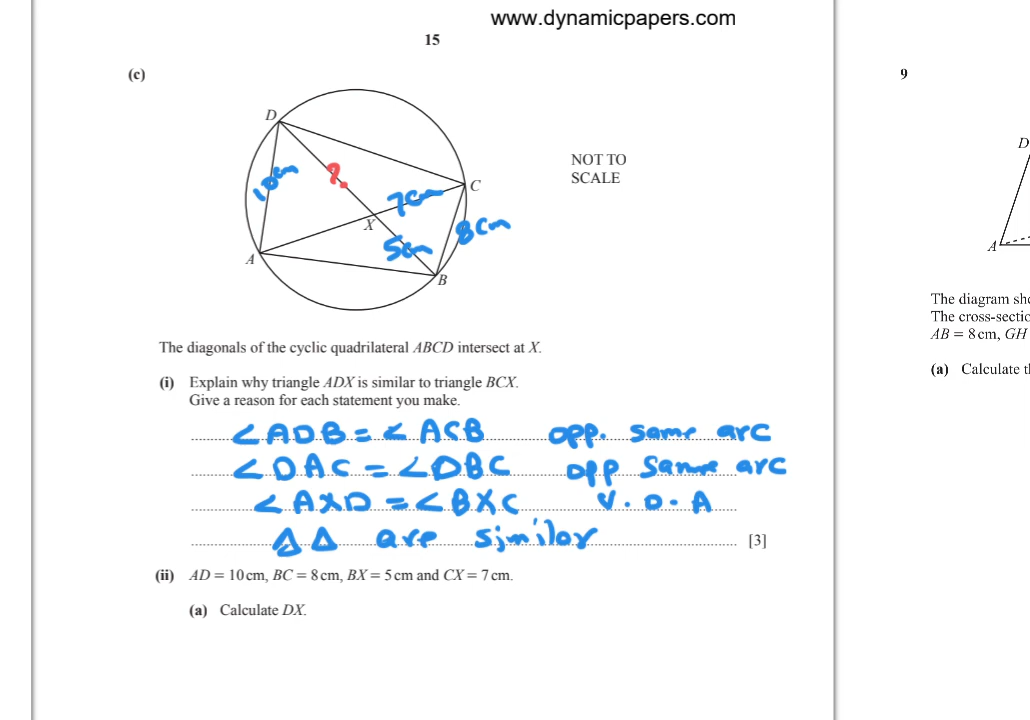 www.dynamicpapers.com
15
(c)
9
D
10cm
?
NOT TO
SCALE
D
C
7cm
X
8cm
5cm
A
A
B
The diagonals of the cyclic quadrilateral ABCD intersect at X.
(i) Explain why triangle ADX is similar to triangle BCX.
Give a reason for each statement you make.
∠ADB = ∠ACB opp. same arc
∠DAC = ∠DBC opp same arc
∠AXD = ∠BXC V.O.A
ΔΔ are similar [3]
(ii) AD = 10 cm, BC = 8 cm, BX = 5 cm and CX = 7 cm.
(a) Calculate DX.
The diagram sh
The cross-sectio
AB = 8 cm, GH
(a) Calculate t